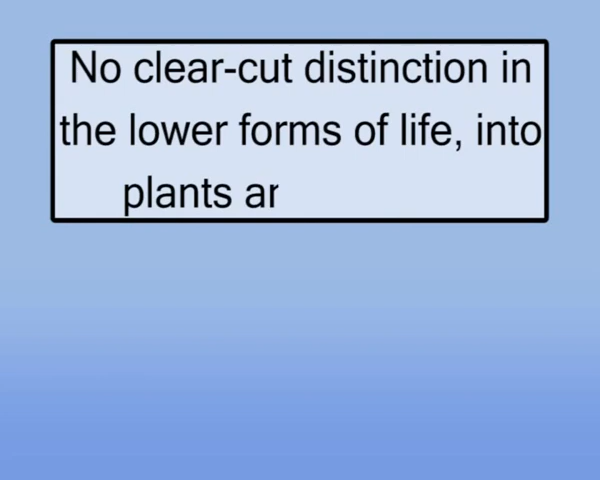 No clear-cut distinction in
the lower forms of life, into
plants ar